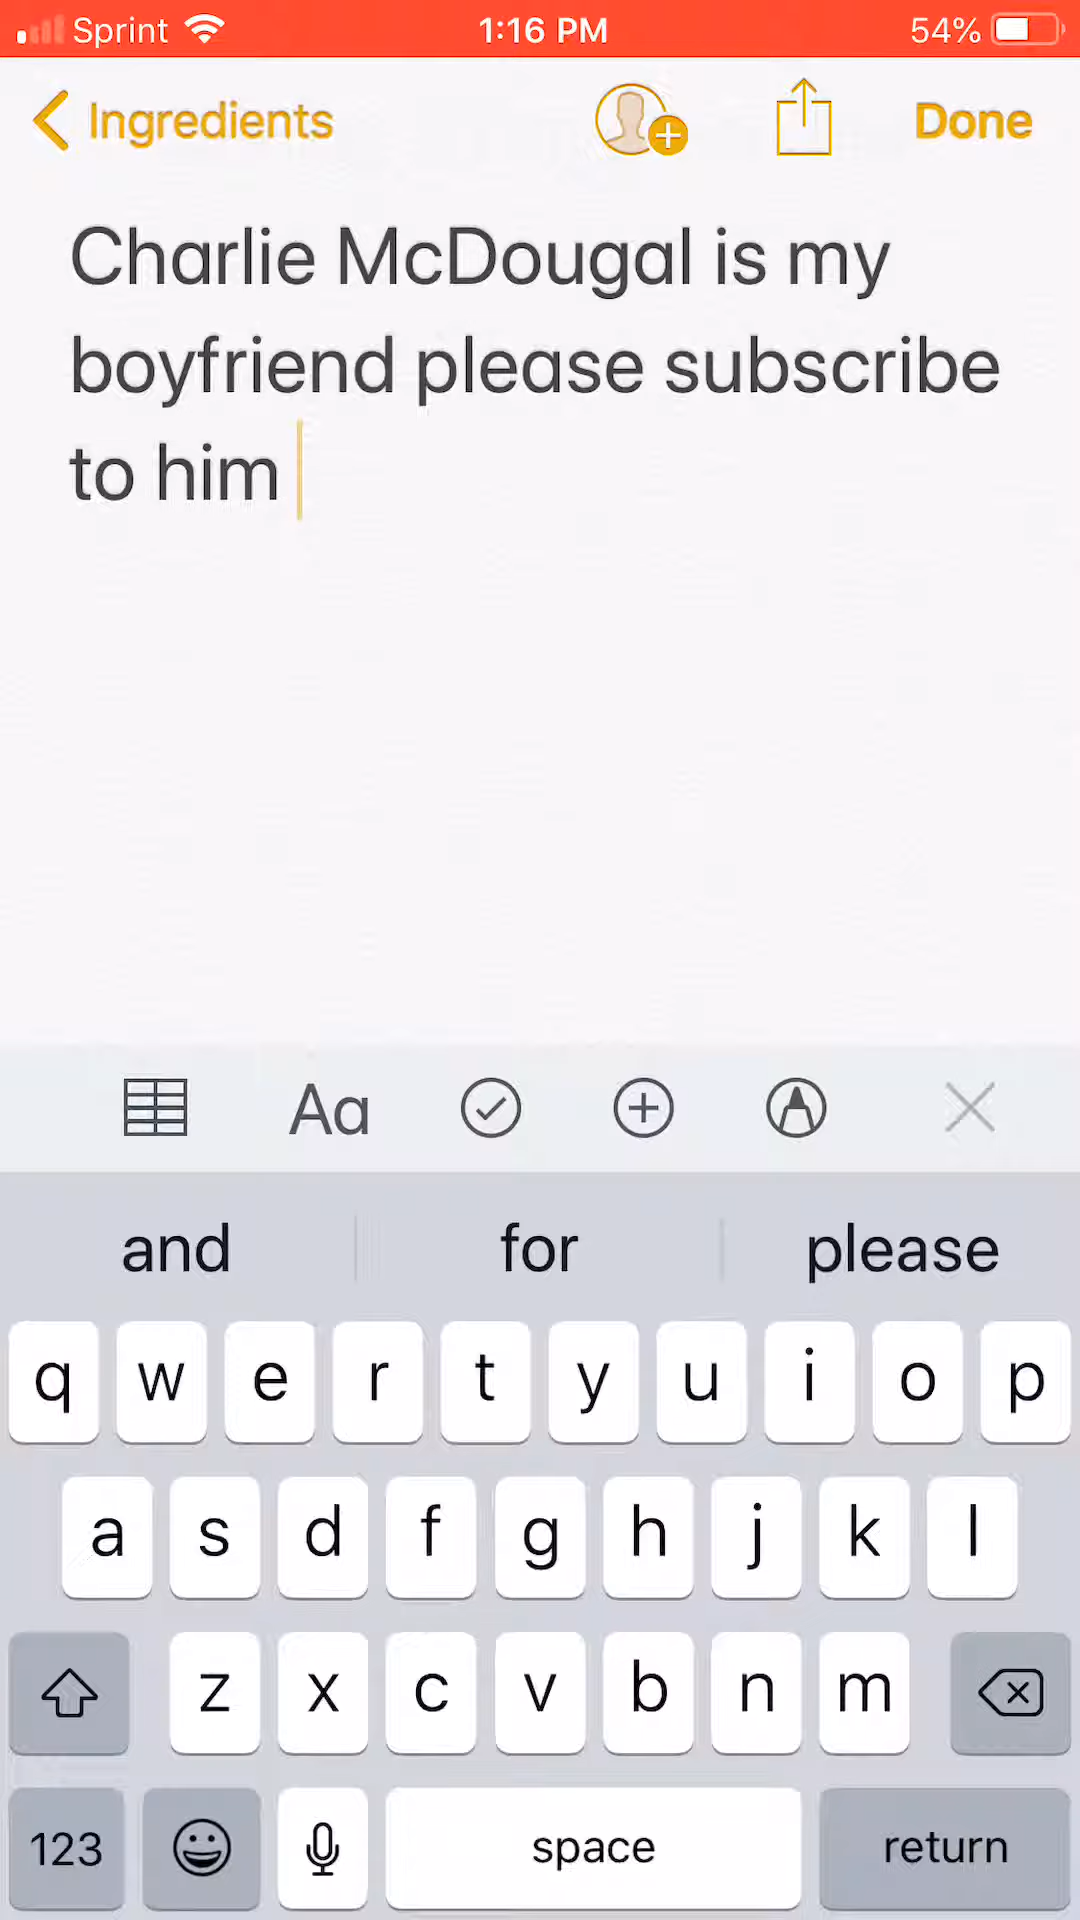 Sprint 1:16 PM 54%
Ingredients Done
Charlie McDougal is my
boyfriend please subscribe
to him
Aa
and for please
q w e r t y u i o p
a s d f g h j k l
z x c v b n m
123 space return